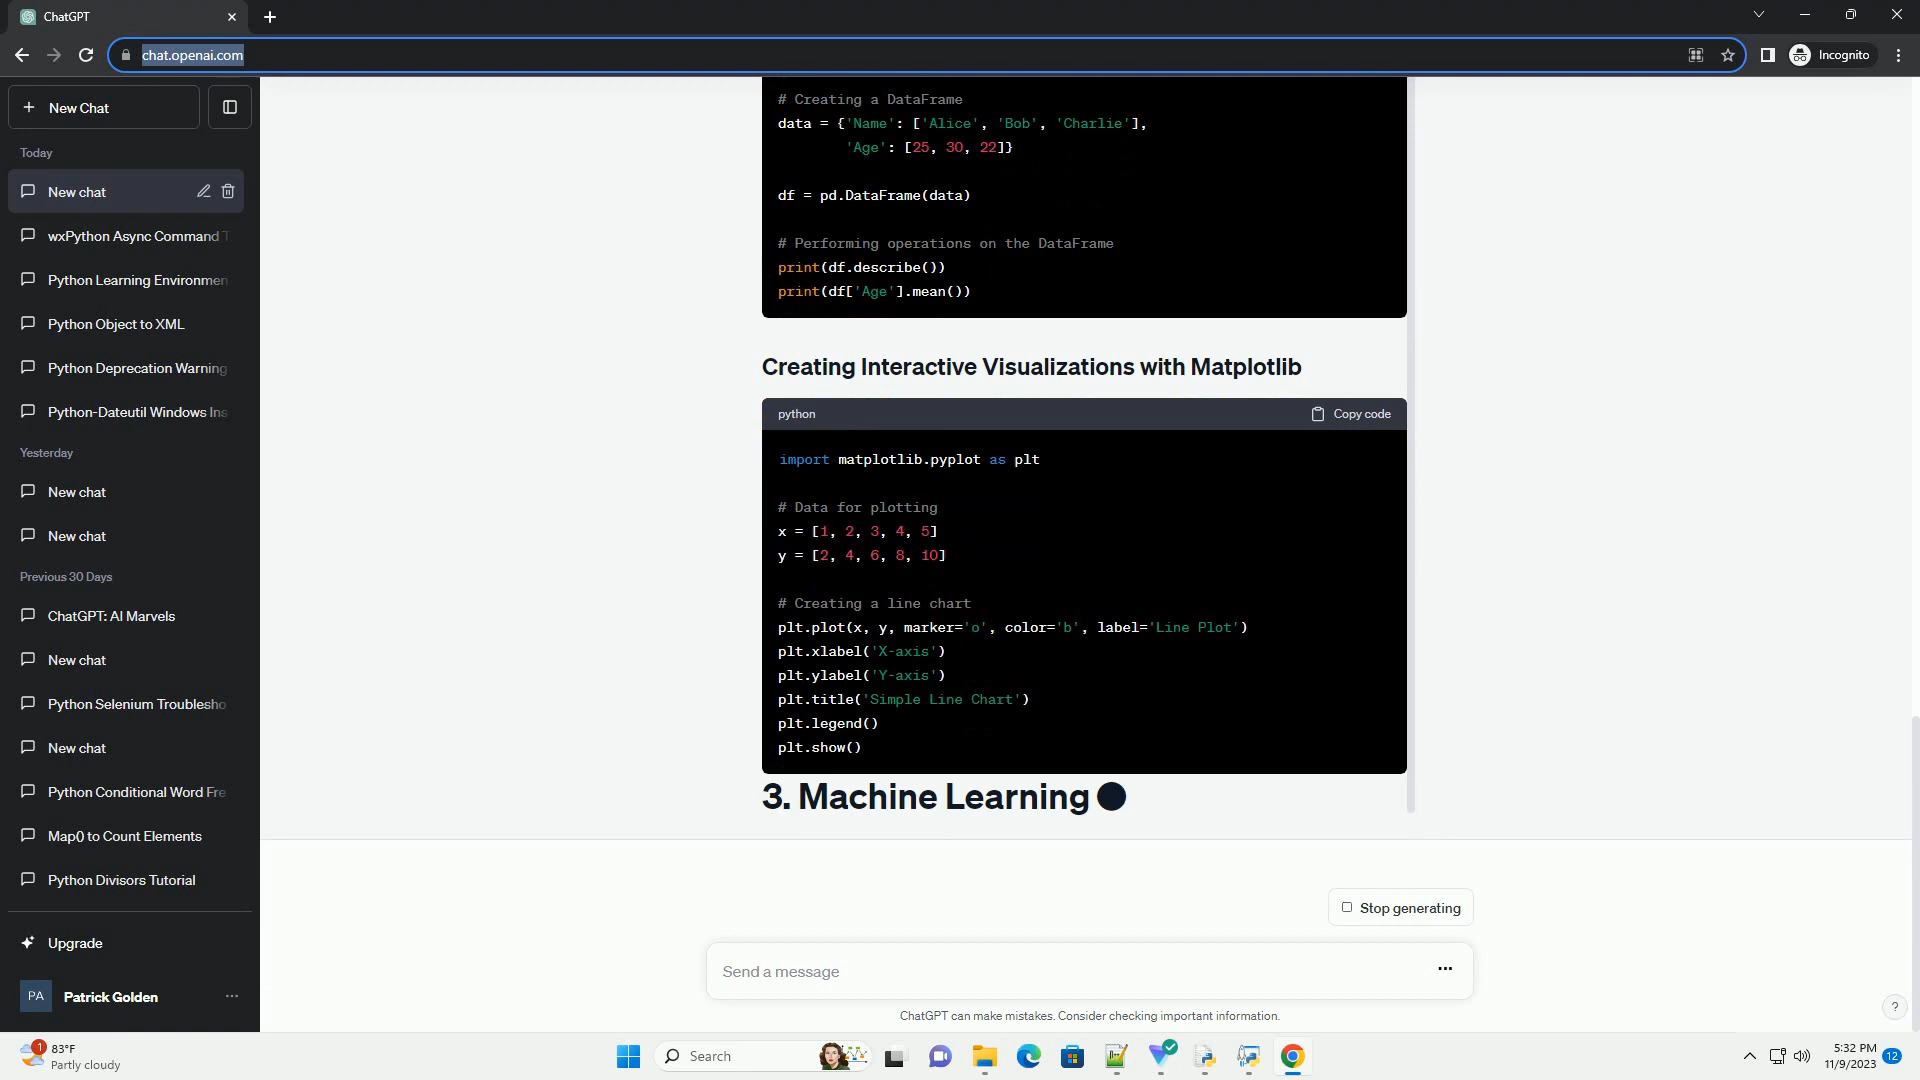 ChatGPT
chat.openai.com
Incognito
New Chat
Today
New chat
wxPython Async Command T
Python Learning Environmen
Python Object to XML
Python Deprecation Warning
Python-Dateutil Windows Ins
Yesterday
New chat
New chat
Previous 30 Days
ChatGPT: AI Marvels
New chat
Python Selenium Troublesho
New chat
Python Conditional Word Fre
Map() to Count Elements
Python Divisors Tutorial
Upgrade
PA Patrick Golden
# Creating a DataFrame
data = {'Name': ['Alice', 'Bob', 'Charlie'],
'Age': [25, 30, 22]}
df = pd.DataFrame(data)
# Performing operations on the DataFrame
print(df.describe())
print(df['Age'].mean())
Creating Interactive Visualizations with Matplotlib
python Copy code
import matplotlib.pyplot as plt
# Data for plotting
x = [1, 2, 3, 4, 5]
y = [2, 4, 6, 8, 10]
# Creating a line chart
plt.plot(x, y, marker='o', color='b', label='Line Plot')
plt.xlabel('X-axis')
plt.ylabel('Y-axis')
plt.title('Simple Line Chart')
plt.legend()
plt.show()
3. Machine Learning
Stop generating
Send a message
ChatGPT can make mistakes. Consider checking important information.
?
1
83°F
Partly cloudy
Search
5:32 PM
11/9/2023
12